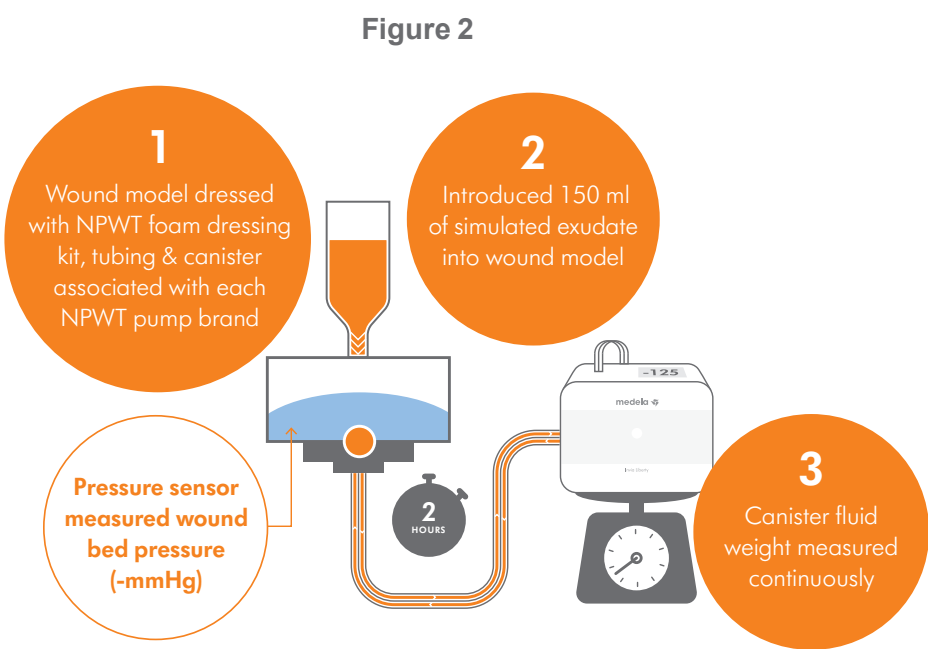 Figure 2
1
Wound model dressed
with NPWT foam dressing
kit, tubing & canister
associated with each
NPWT pump brand
2
Introduced 150 ml
of simulated exudate
into wound model
-125
medela
Invia Liberty
Pressure sensor
measured wound
bed pressure
(-mmHg)
2
HOURS
3
Canister fluid
weight measured
continuously